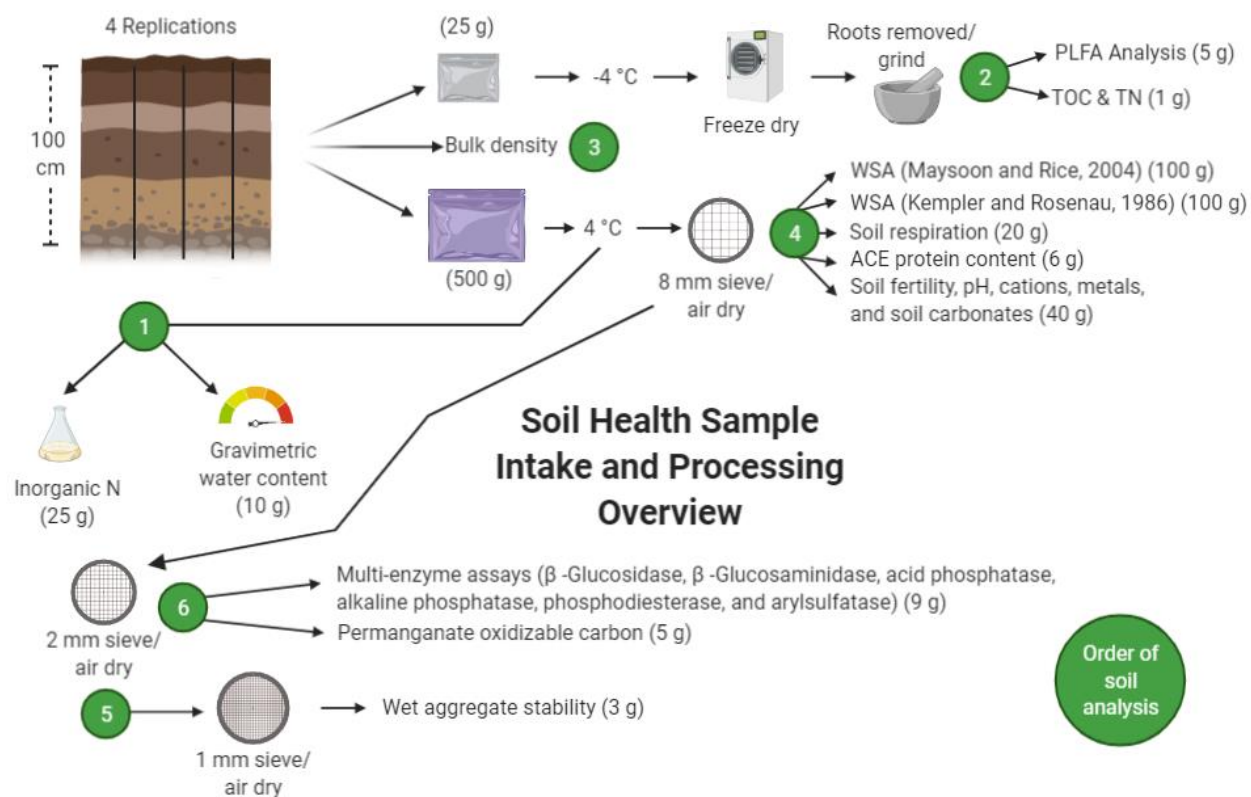 4 Replications
100
cm
(25 g)
-4 °C
Freeze dry
Roots removed/
grind
2
PLFA Analysis (5 g)
TOC & TN (1 g)
Bulk density
3
(500 g)
4 °C
8 mm sieve/
air dry
4
WSA (Maysoon and Rice, 2004) (100 g)
WSA (Kempler and Rosenau, 1986) (100 g)
Soil respiration (20 g)
ACE protein content (6 g)
Soil fertility, pH, cations, metals,
and soil carbonates (40 g)
1
Inorganic N
(25 g)
Gravimetric
water content
(10 g)
Soil Health Sample
Intake and Processing
Overview
2 mm sieve/
air dry
6
Multi-enzyme assays (β -Glucosidase, β -Glucosaminidase, acid phosphatase,
alkaline phosphatase, phosphodiesterase, and arylsulfatase) (9 g)
Permanganate oxidizable carbon (5 g)
5
1 mm sieve/
air dry
Wet aggregate stability (3 g)
Order of
soil
analysis